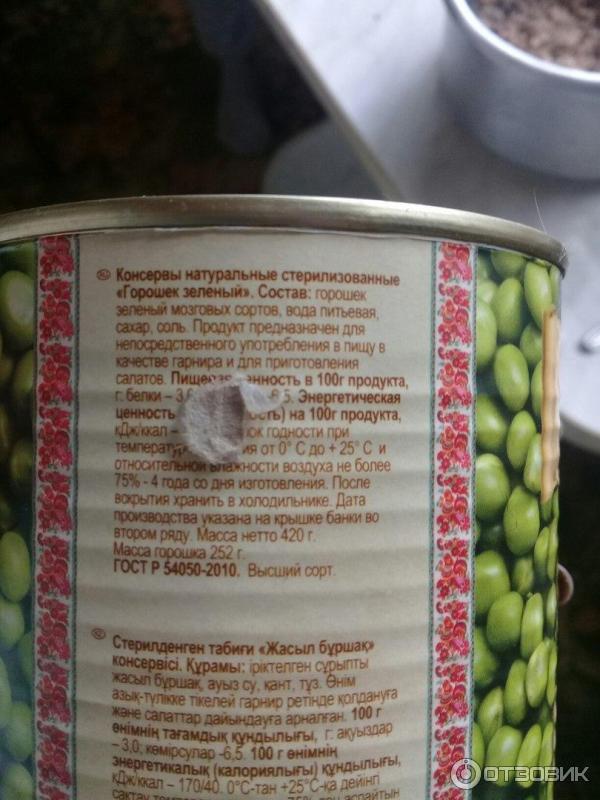 Консервы натуральные стерилизованные
«Горошек зеленый». Состав: горошек
зеленый мозговых сортов, вода питьевая,
сахар, соль. Продукт предназначен для
непосредственного употребления в пищу в
качестве гарнира и для приготовления
салатов. Пищевая ценность в 100г продукта,
г: белки – 3, 6,5. Энергетическая
ценность на 100г продукта,
кДж/ккал – годности при
от 0° С до + 25° С и
относительной влажности воздуха не более
75% - 4 года со дня изготовления. После
вскрытия хранить в холодильнике. Дата
производства указана на крышке банки во
втором ряду. Масса нетто 420 г.
Масса горошка 252 г.
ГОСТ Р 54050-2010. Высший сорт.
Стерилденген табиғи «Жасыл бұршақ»
консервісі. Құрамы: іріктелген сұрыпты
жасыл бұршақ, ауыз су, қант, тұз. Өнім
азық-түлікке тікелей гарнир ретінде қолдануға
және салаттар дайындауға арналған. 100 г
өнімнің тағамдық құндылығы, г: ақуыздар
– 3,0; көмірсулар -6,5. 100 г өнімнің
энергетикалық (калориялығы) құндылығы,
кДж/ккал – 170/40. 0°С-тан +25°С-қа дейінгі
ОТЗОВИК